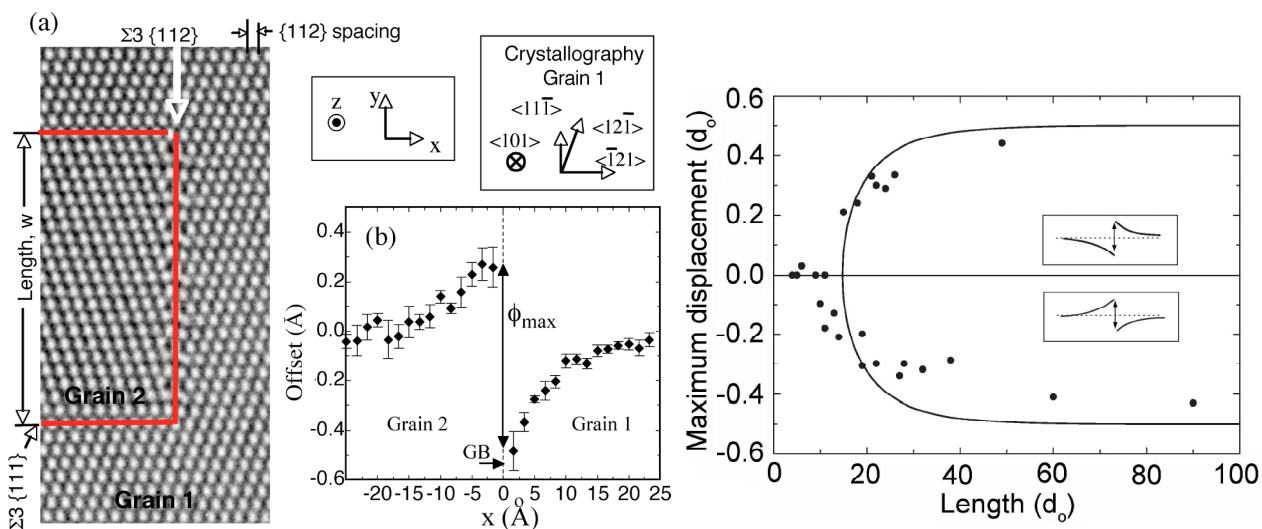 (a)
Σ3 {112}
{112} spacing
Length, w
Grain 2
Σ3 {111}
Grain 1
z
y
x
Crystallography
Grain 1
<111̅>
<101>
<121̅>
<1̅21>
(b)
Offset (Å)
0.4
0.2
0.0
0.2
-0.4
-0.6
ϕmax
Grain 2
Grain 1
GB
-20 -15 -10 -5 0 5 10 15 20 25
x (Å)
Maximum displacement (do)
0.6
0.4
0.2
0.0
-0.2
-0.4
-0.6
0 20 40 60 80 100
Length (do)